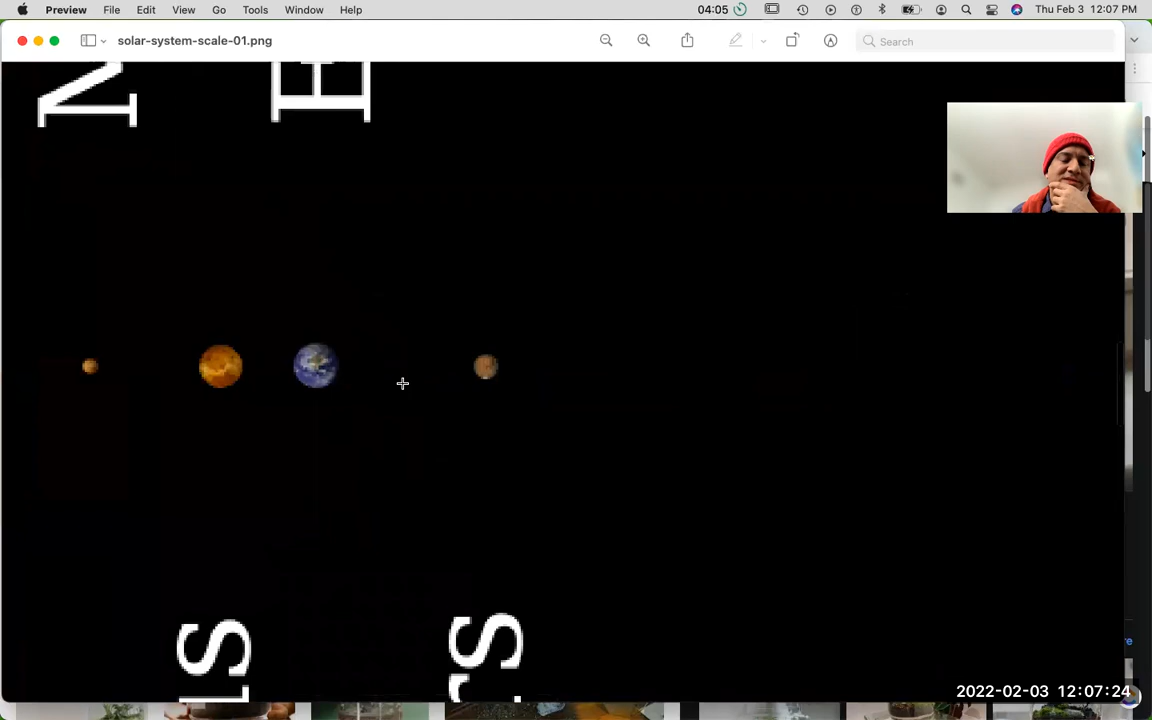 Preview File Edit View Go Tools Window Help 04:05 Thu Feb 3 12:07 PM
solar-system-scale-01.png Search
M E
s s
re
2022-02-03 12:07:24